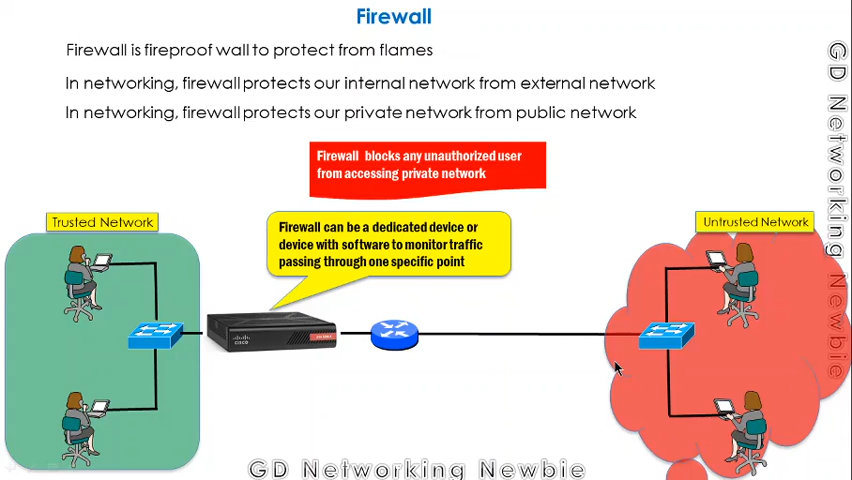 Firewall
Firewall is fireproof wall to protect from flames
In networking, firewall protects our internal network from external network
In networking, firewall protects our private network from public network
Firewall blocks any unauthorized user
from accessing private network
Trusted Network
Firewall can be a dedicated device or
device with software to monitor traffic
passing through one specific point
Untrusted Network
CISCO
GD Networking Newbie
GD Networking Newbie